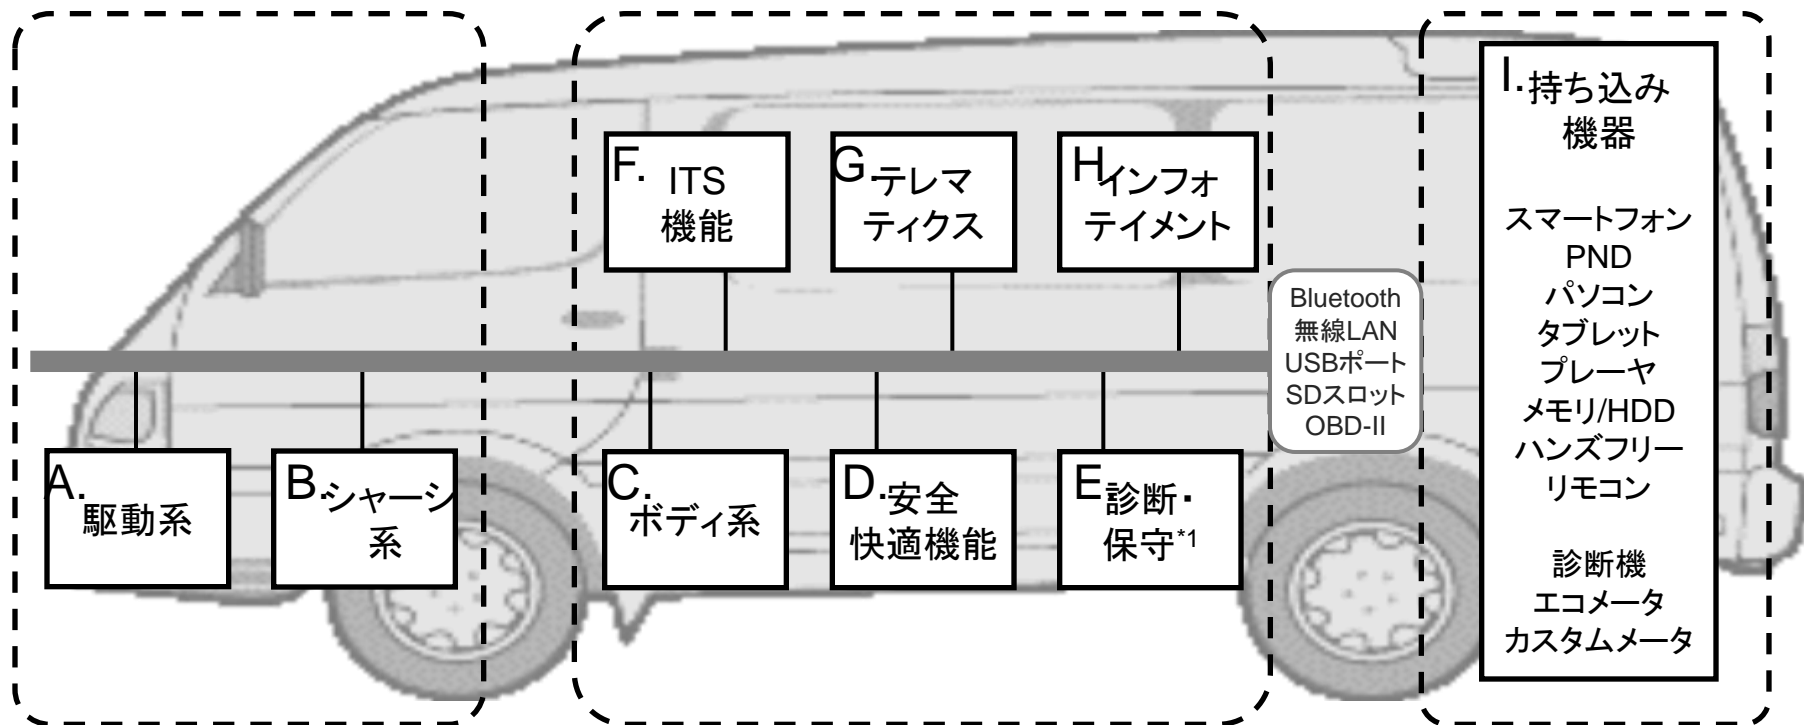 F.
ITS
機能
G.テレマ
ティクス
H.インフォ
テイメント
A.
駆動系
B.シャーシ
系
C.
ボディ系
D.安全
快適機能
E.診断・
保守*1
Bluetooth
無線LAN
USBポート
SDスロット
OBD-II
I.持ち込み
機器
スマートフォン
PND
パソコン
タブレット
プレーヤ
メモリ/HDD
ハンズフリー
リモコン
診断機
エコメータ
カスタムメータ